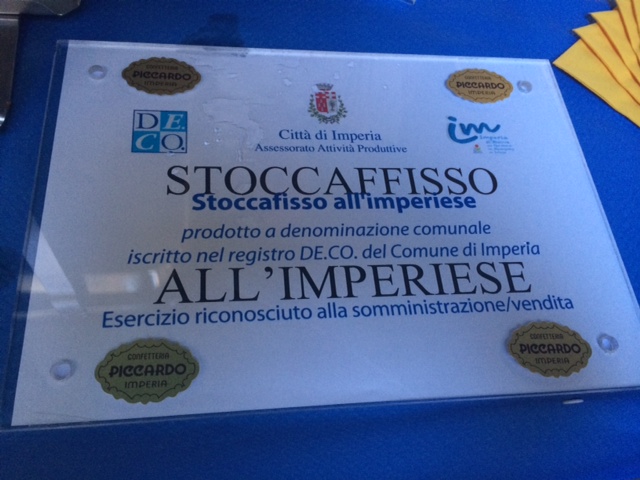 CONFETTERIA
PICCARDO
IMPERIA
CONFETTERIA
PICCARDO
IMPERIA
DE.
CO.
Città di Imperia
Assessorato Attività Produttive
im
STOCCAFFISSO
Stoccafisso all'imperiese
prodotto a denominazione comunale
iscritto nel registro DE.CO. del Comune di Imperia
ALL'IMPERIESE
Esercizio riconosciuto alla somministrazione/vendita
CONFETTERIA
PICCARDO
IMPERIA
CONFETTERIA
PICCARDO
IMPERIA